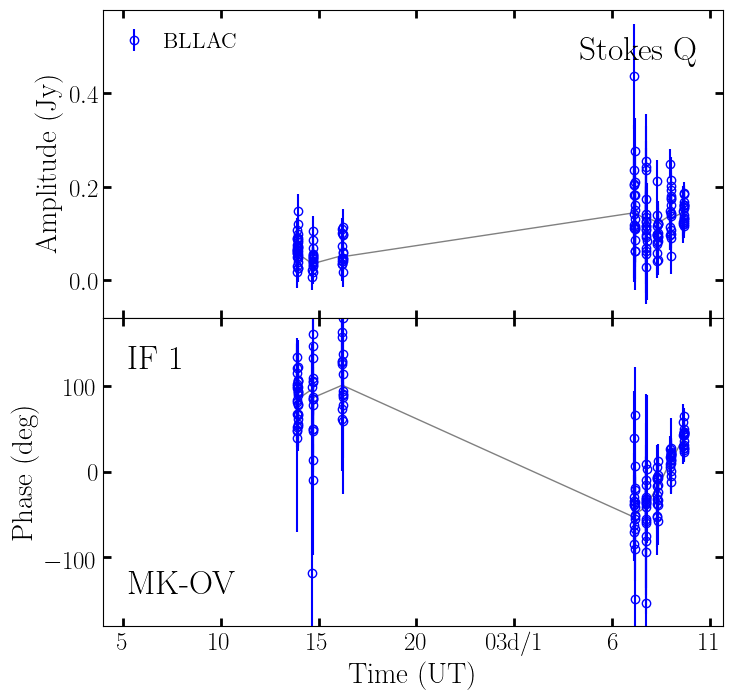 BLLAC
Stokes Q
Amplitude (Jy)
0.4
0.2
0.0
IF 1
MK-OV
Phase (deg)
100
0
−100
5 10 15 20 03d/1 6 11
Time (UT)